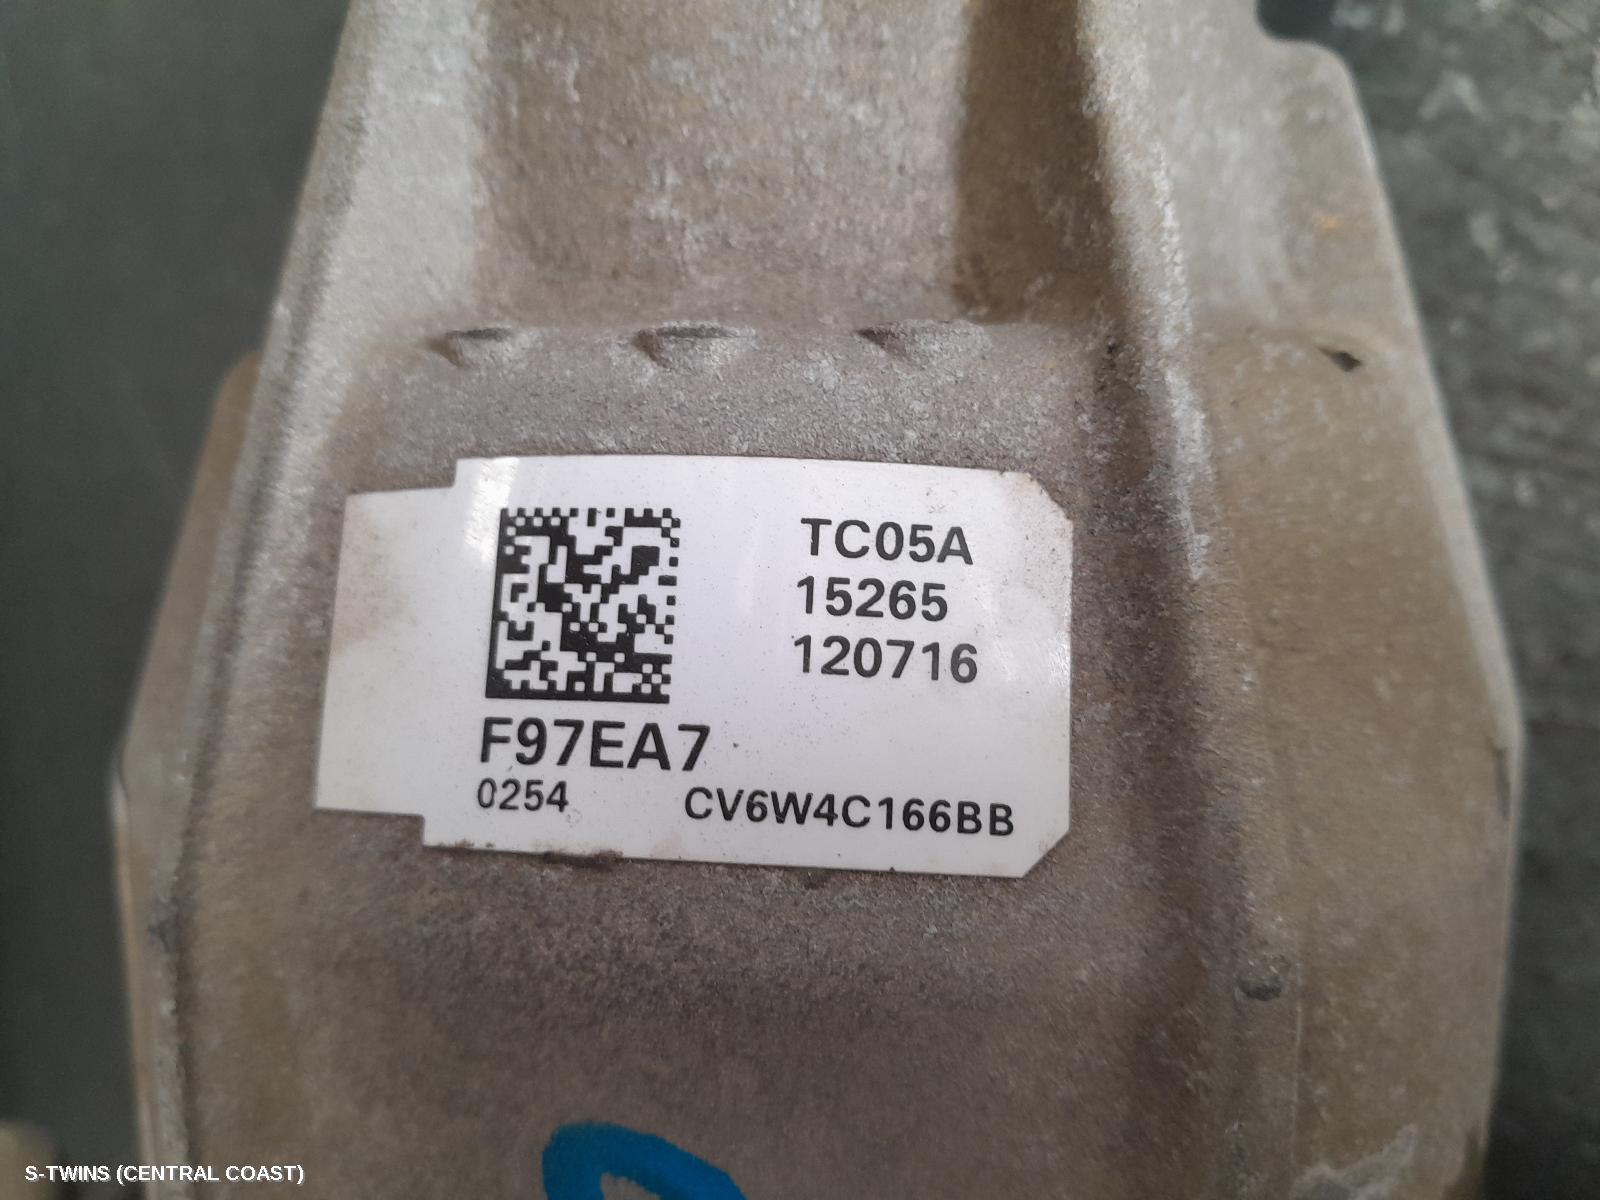 TC05A
15265
120716
F97EA7
0254 CV6W4C166BB
S-TWINS (CENTRAL COAST)